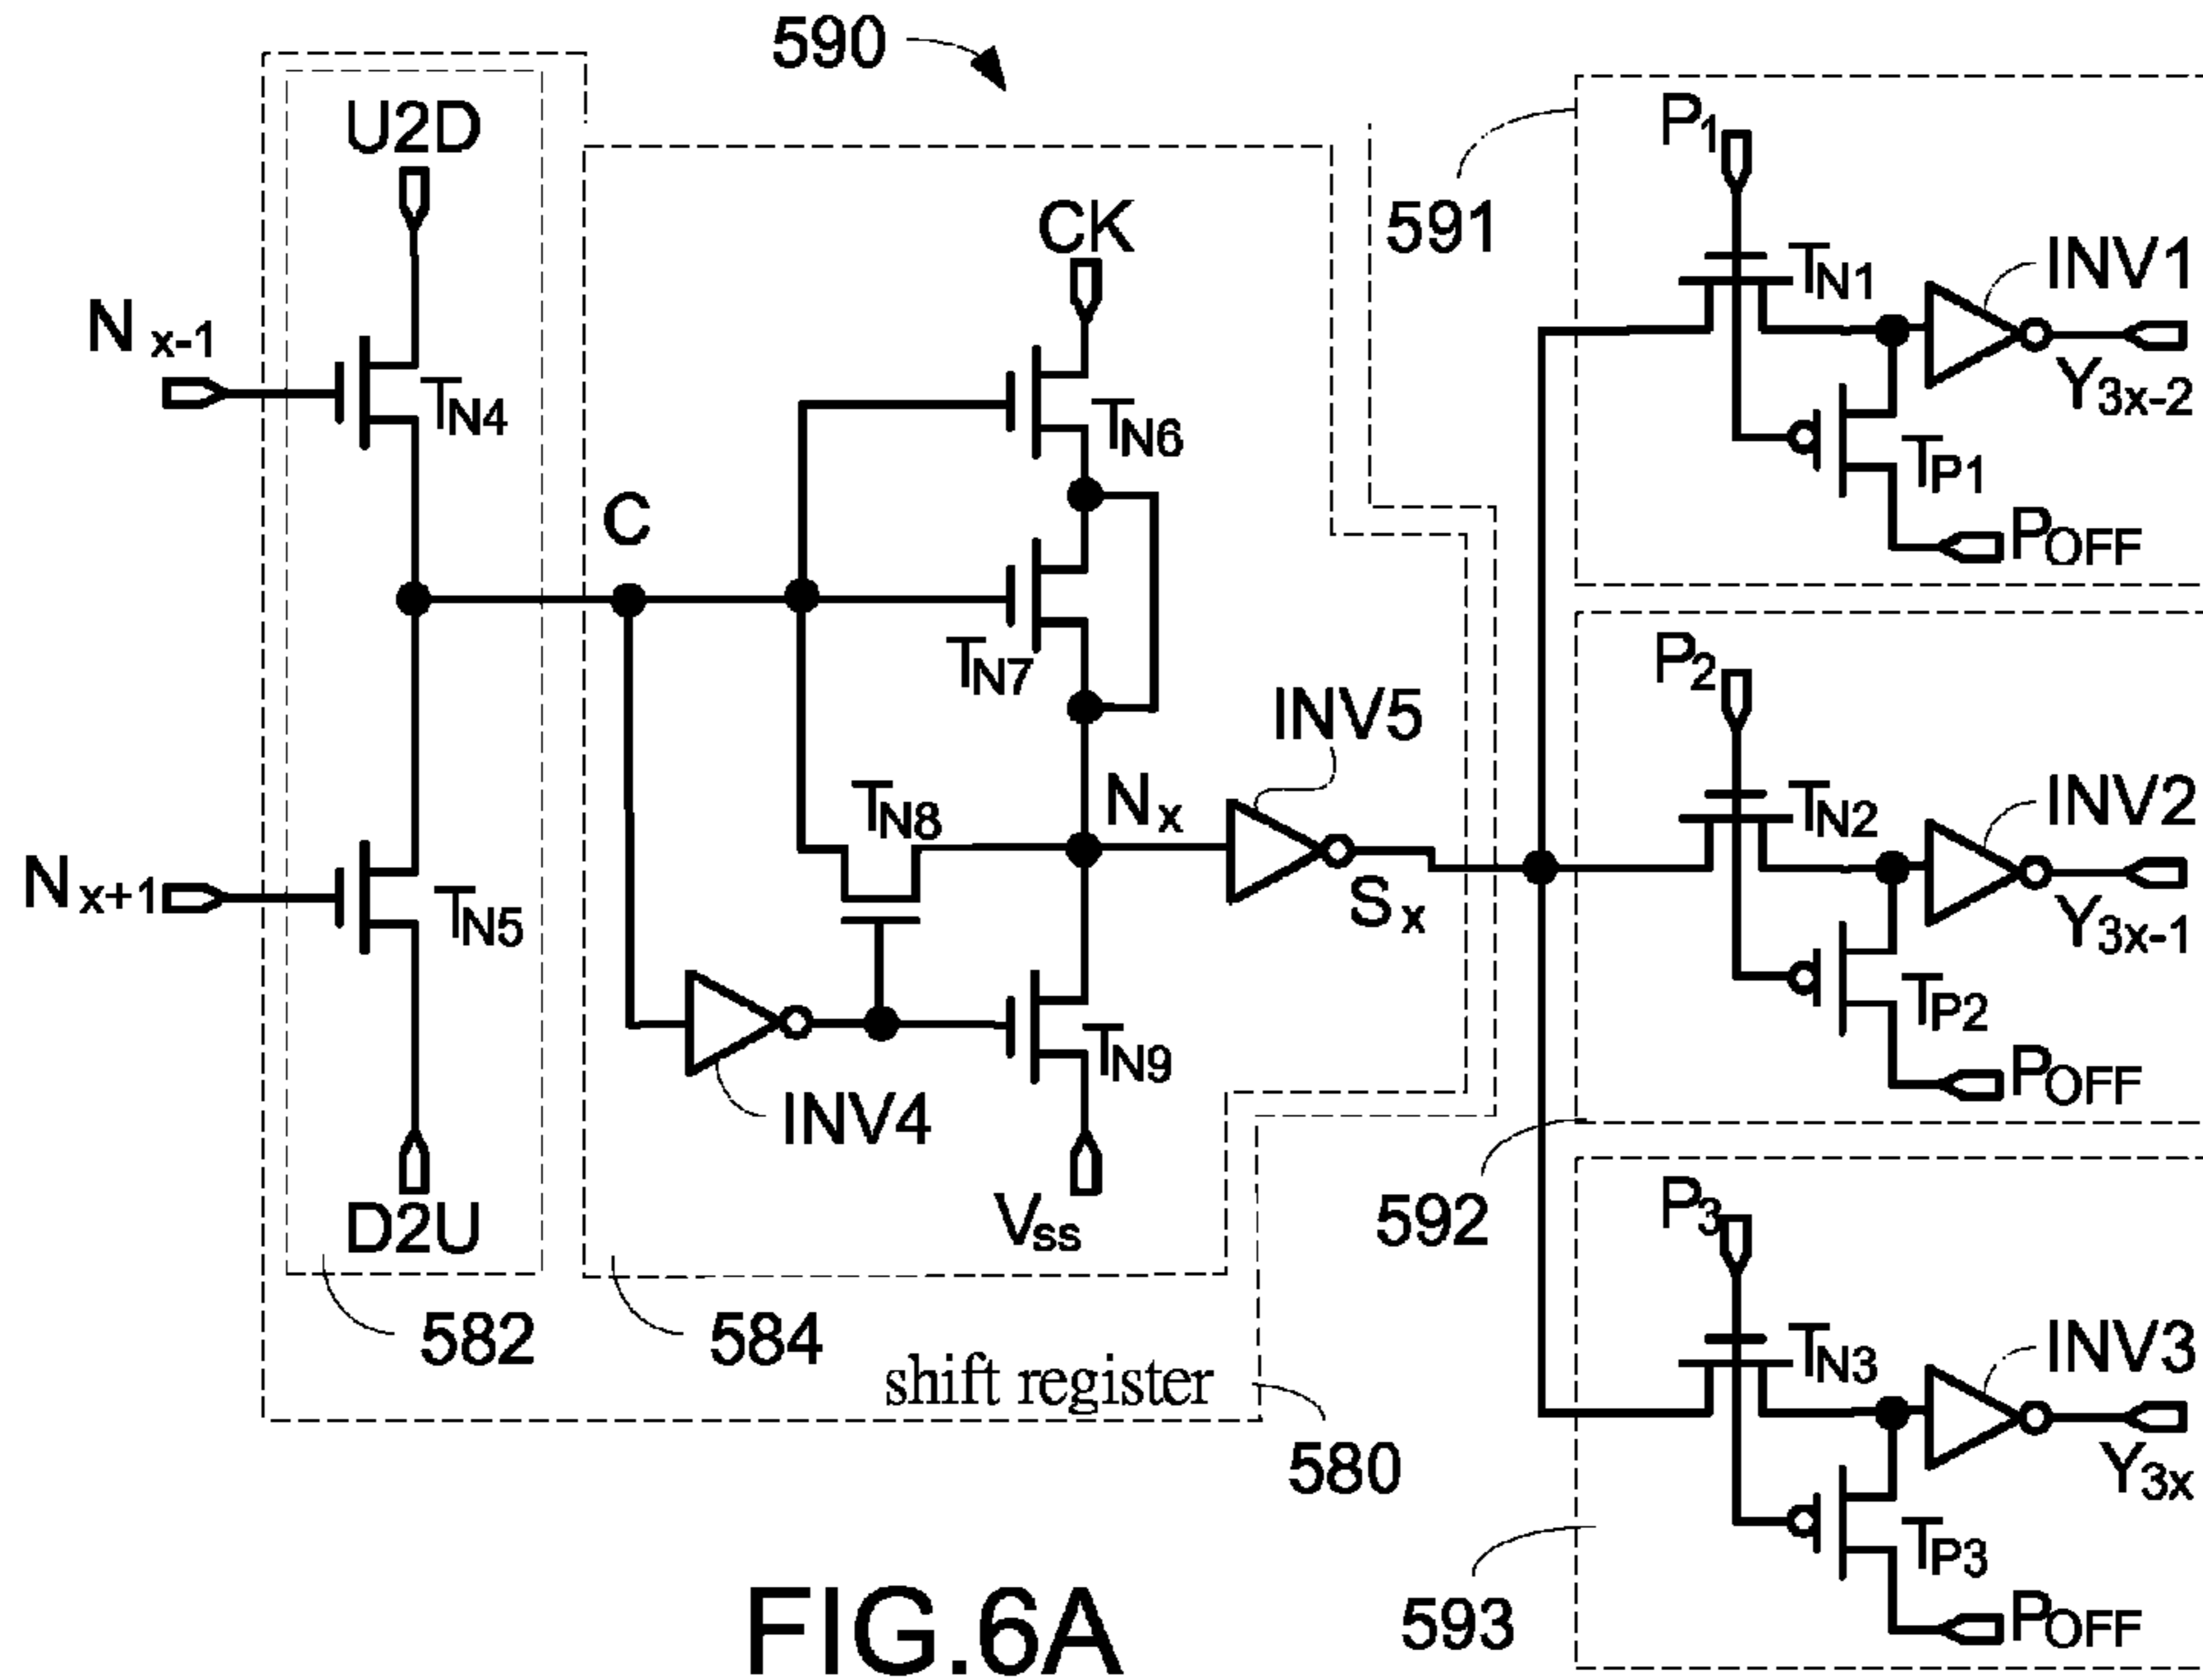 590
U2D
P1
591
CK
TN1
INV1
Nx-1
TN4
TN6
Y3x-2
TP1
POFF
C
TN7
P2
INV5
TN8
Nx
TN2
INV2
Nx+1
TN5
Sx
Y3x-1
TN9
TP2
INV4
POFF
D2U
Vss
592
P3
582
584
shift register
TN3
INV3
580
Y3x
TP3
593
POFF
FIG.6A